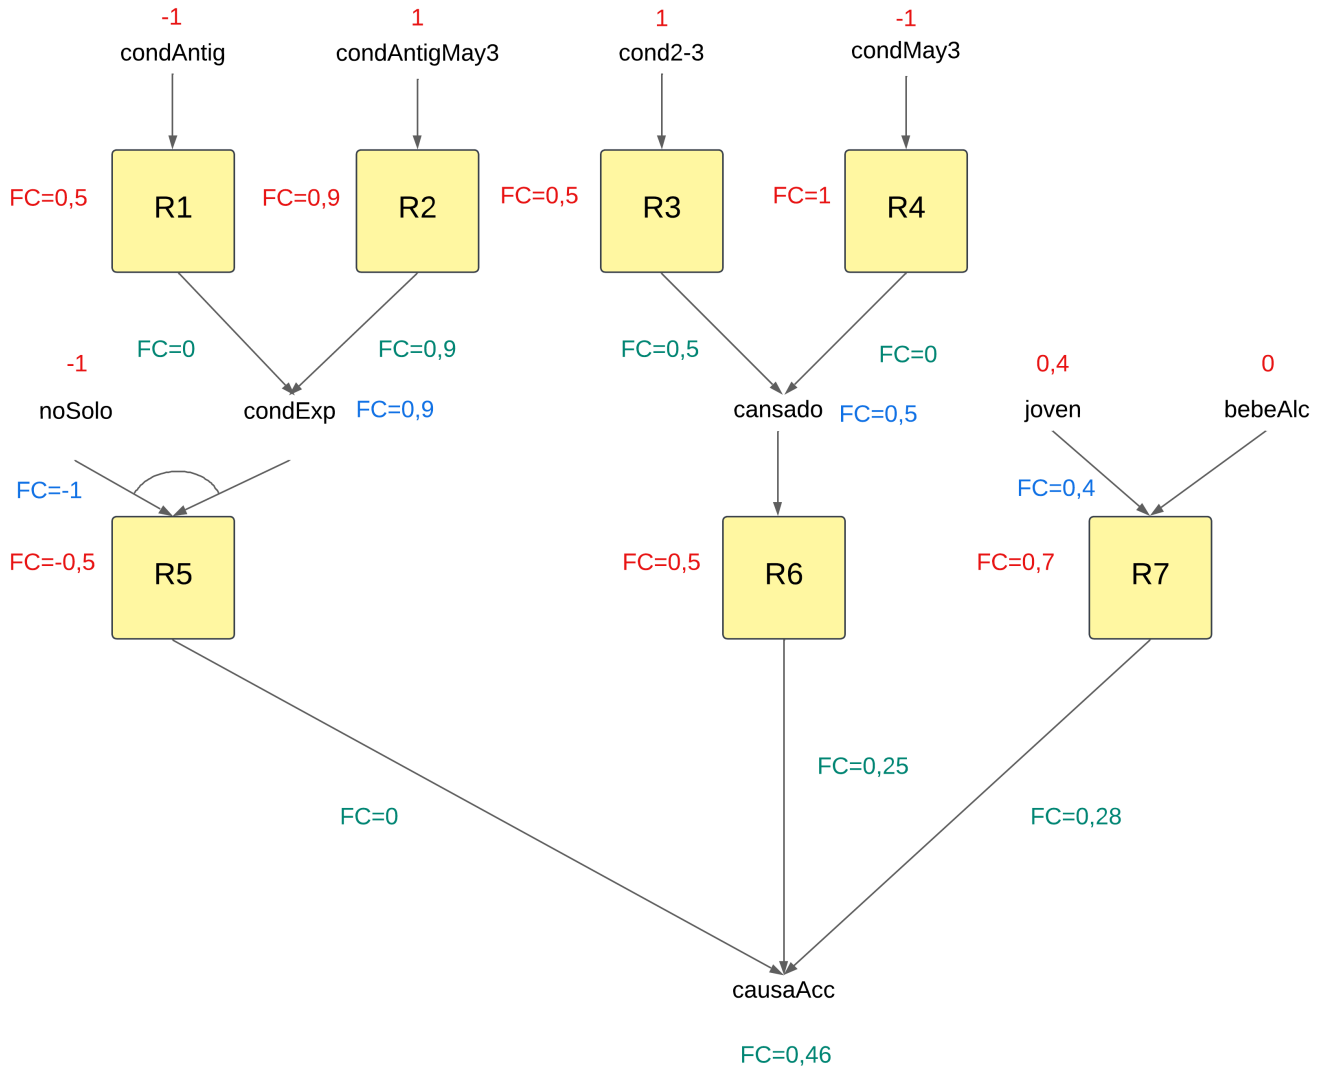 -1
1
1
-1
condAntig
condAntigMay3
cond2-3
condMay3
FC=0,5
R1
FC=0,9
R2
FC=0,5
R3
FC=1
R4
FC=0
FC=0,9
FC=0,5
FC=0
-1
0,4
0
noSolo
condExp
FC=0,9
cansado
FC=0,5
joven
bebeAlc
FC=-1
FC=0,4
FC=-0,5
R5
FC=0,5
R6
FC=0,7
R7
FC=0,25
FC=0
FC=0,28
causaAcc
FC=0,46